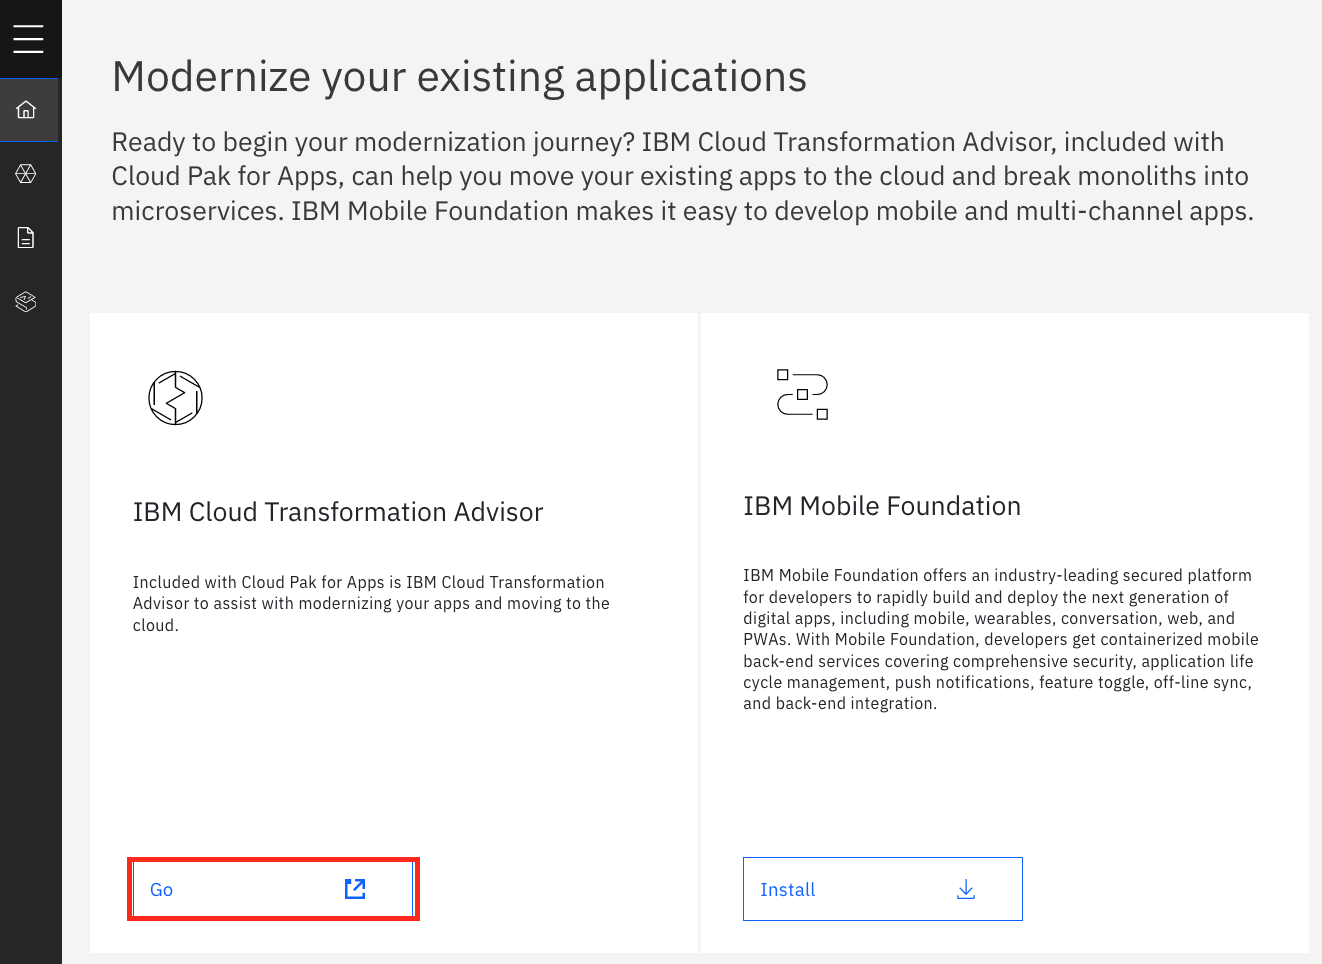 Modernize your existing applications
Ready to begin your modernization journey? IBM Cloud Transformation Advisor, included with
Cloud Pak for Apps, can help you move your existing apps to the cloud and break monoliths into
microservices. IBM Mobile Foundation makes it easy to develop mobile and multi-channel apps.
IBM Cloud Transformation Advisor
Included with Cloud Pak for Apps is IBM Cloud Transformation
Advisor to assist with modernizing your apps and moving to the
cloud.
Go
IBM Mobile Foundation
IBM Mobile Foundation offers an industry-leading secured platform
for developers to rapidly build and deploy the next generation of
digital apps, including mobile, wearables, conversation, web, and
PWAs. With Mobile Foundation, developers get containerized mobile
back-end services covering comprehensive security, application life
cycle management, push notifications, feature toggle, off-line sync,
and back-end integration.
Install